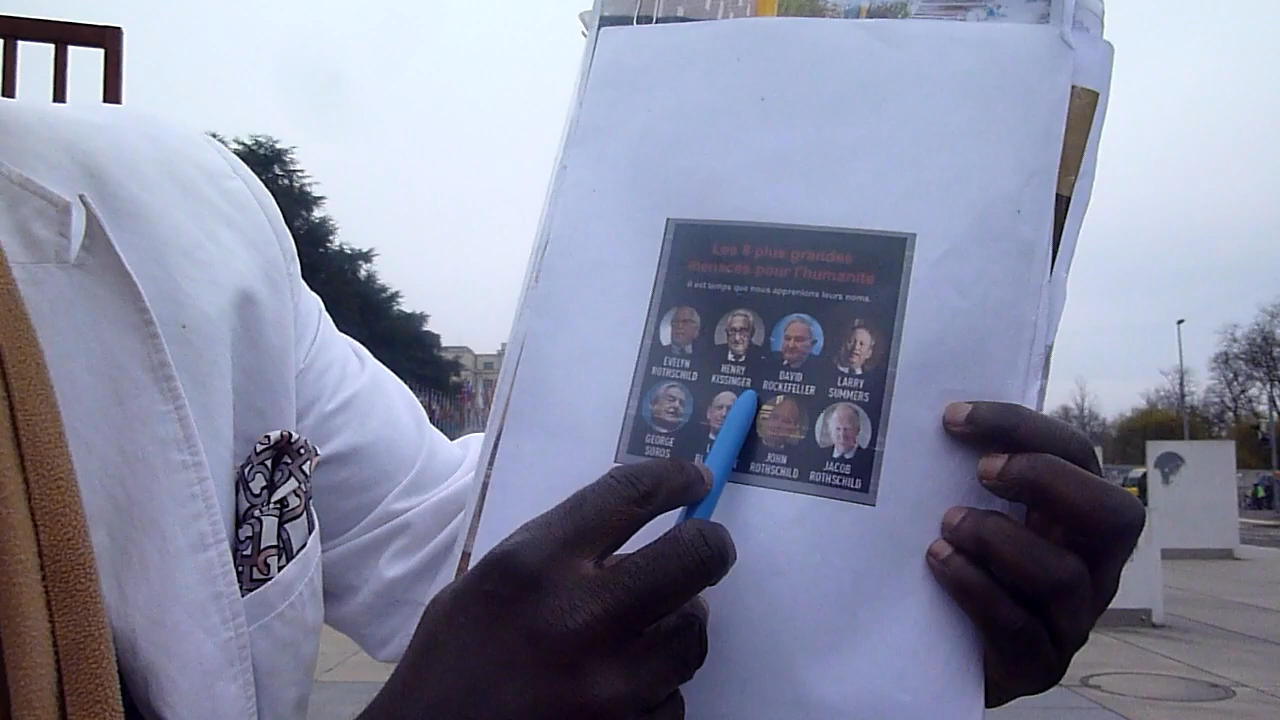 Les 8 plus grandes
menaces pour l'humanité
il est temps que nous apprenions leurs noms.
EVELYN
ROTHSCHILD
HENRY
KISSINGER
DAVID
ROCKEFELLER
LARRY
SUMMERS
GEORGE
SOROS
JOHN
ROTHSCHILD
JACOB
ROTHSCHILD